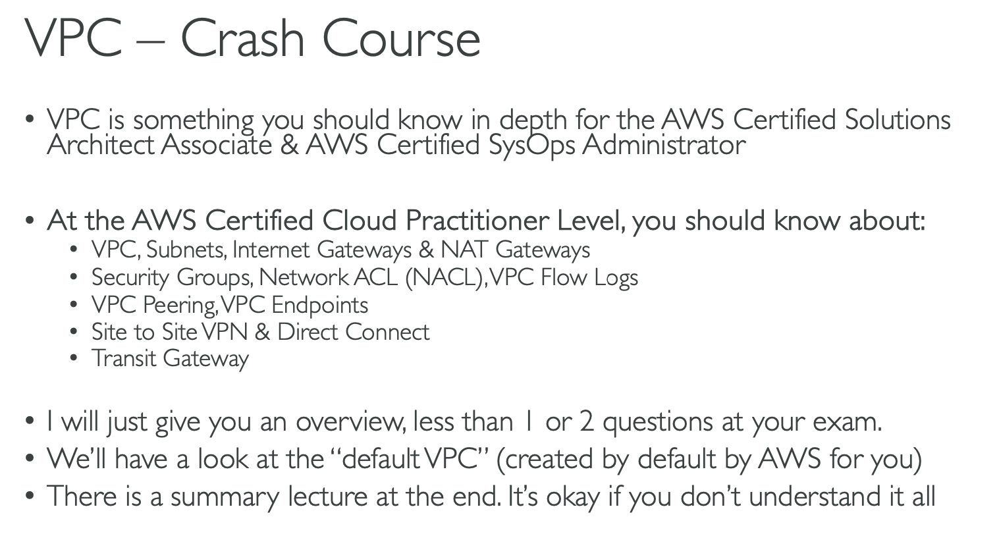 VPC – Crash Course
• VPC is something you should know in depth for the AWS Certified Solutions
Architect Associate & AWS Certified SysOps Administrator
• At the AWS Certified Cloud Practitioner Level, you should know about:
• VPC, Subnets, Internet Gateways & NAT Gateways
• Security Groups, Network ACL (NACL), VPC Flow Logs
• VPC Peering, VPC Endpoints
• Site to Site VPN & Direct Connect
• Transit Gateway
• I will just give you an overview, less than 1 or 2 questions at your exam.
• We’ll have a look at the “default VPC” (created by default by AWS for you)
• There is a summary lecture at the end. It’s okay if you don’t understand it all